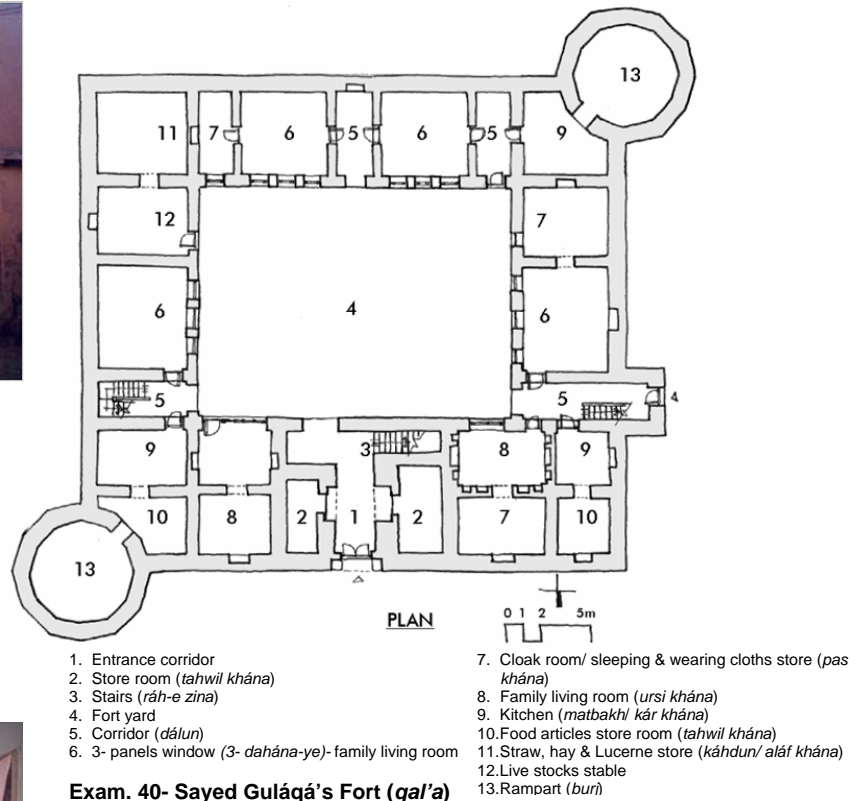 13
11 7 6 5 6 5 9
12 7
6 4 6
5 5 4
9 3 8 9
10 8 2 1 2 7 10
13
PLAN
0 1 2 5m
1. Entrance corridor
2. Store room (tahwil khána)
3. Stairs (ráh-e zina)
4. Fort yard
5. Corridor (dálun)
6. 3- panels window (3- dahána-ye)- family living room
7. Cloak room/ sleeping & wearing cloths store (pas
khána)
8. Family living room (ursi khána)
9. Kitchen (matbakh/ kár khána)
10.Food articles store room (tahwil khána)
11.Straw, hay & Lucerne store (káhdun/ aláf khána)
12.Live stocks stable
13.Rampart (burj)
Exam. 40- Sayed Gulágá’s Fort (qal’a)